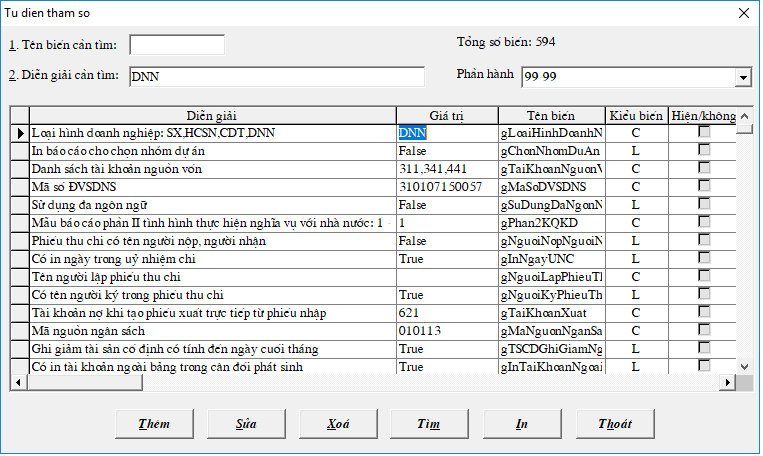 Tu dien tham so
1. Tên biến cần tìm:
Tổng số biến: 594
2. Diễn giải cần tìm: DNN
Phân hành 99.99
Diễn giải Giá trị Tên biến Kiểu biến Hiện/không
Loại hình doanh nghiệp: SX,HCSN,CDT,DNN DNN gLoaiHinhDoanhN C
In báo cáo cho chọn nhóm dự án False gChonNhomDuAn L
Danh sách tài khoản nguồn vốn 311,341,441 gTaiKhoanNguonV C
Mã số ĐVSDNS 310107150057 gMaSoDVSDNS C
Sử dụng đa ngôn ngữ False gSuDungDaNgonN L
Mẫu báo cáo phần II tình hình thực hiện nghĩa vụ với nhà nước: 1 - 1 gPhan2KQKD C
Phiếu thu chi có tên người nộp, người nhận False gNguoiNopNguoiN L
Có in ngày trong uỷ nhiệm chi True gInNgayUNC L
Tên người lập phiếu thu chi gNguoiLapPhieuTh C
Có tên người ký trong phiếu thu chi True gNguoiKyPhieuTh L
Tài khoản nợ khi tạo phiếu xuất trực tiếp từ phiếu nhập 621 gTaiKhoanXuat C
Mã nguồn ngân sách 010113 gMaNguonNganSa C
Ghi giảm tài sản cố định có tính đến ngày cuối tháng True gTSCDGhiGiamNg L
Có in tài khoản ngoài bảng trong cân đối phát sinh True gInTaiKhoanNgoai L
Thêm Sửa Xoá Tìm In Thoát